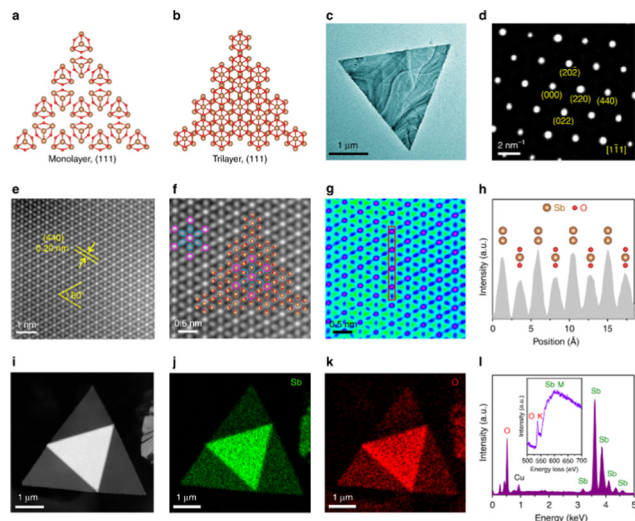 a
b
c
d
Monolayer, (111)
Trilayer, (111)
1 μm
(202̄)
(000)
(220)
(440)
(022)
2 nm⁻¹
[11̄1]
e
f
g
h
(440)
0.20 nm
60°
1 nm
0.5 nm
0.5 nm
Sb
O
Intensity (a.u.)
0
5
10
15
Position (Å)
i
j
k
l
Sb
O
1 μm
1 μm
1 μm
Intensity (a.u.)
O
Cu
Sb
Sb
Sb
Sb
Sb
Intensity (a.u.)
O K
Sb M
500 550 600 650 700
Energy loss (eV)
0 1 2 3 4 5
Energy (keV)